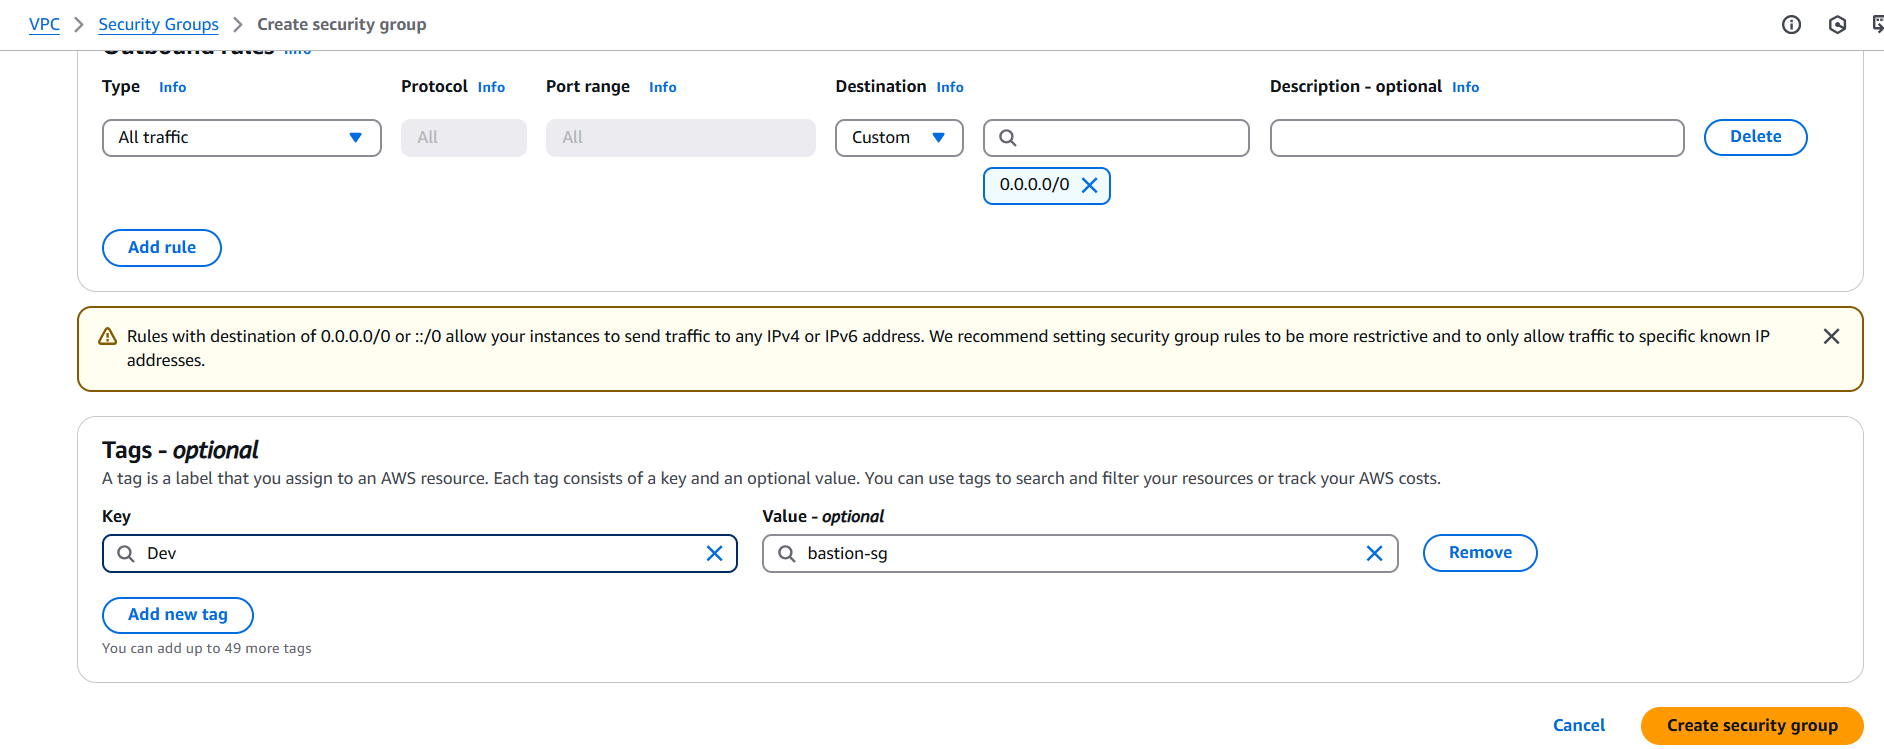 VPC > Security Groups > Create security group
Outbound rules Info
Type Info Protocol Info Port range Info Destination Info Description - optional Info
All traffic All All Custom Delete
0.0.0.0/0
Add rule
Rules with destination of 0.0.0.0/0 or ::/0 allow your instances to send traffic to any IPv4 or IPv6 address. We recommend setting security group rules to be more restrictive and to only allow traffic to specific known IP
addresses.
Tags - optional
A tag is a label that you assign to an AWS resource. Each tag consists of a key and an optional value. You can use tags to search and filter your resources or track your AWS costs.
Key Value - optional
Dev bastion-sg Remove
Add new tag
You can add up to 49 more tags
Cancel Create security group